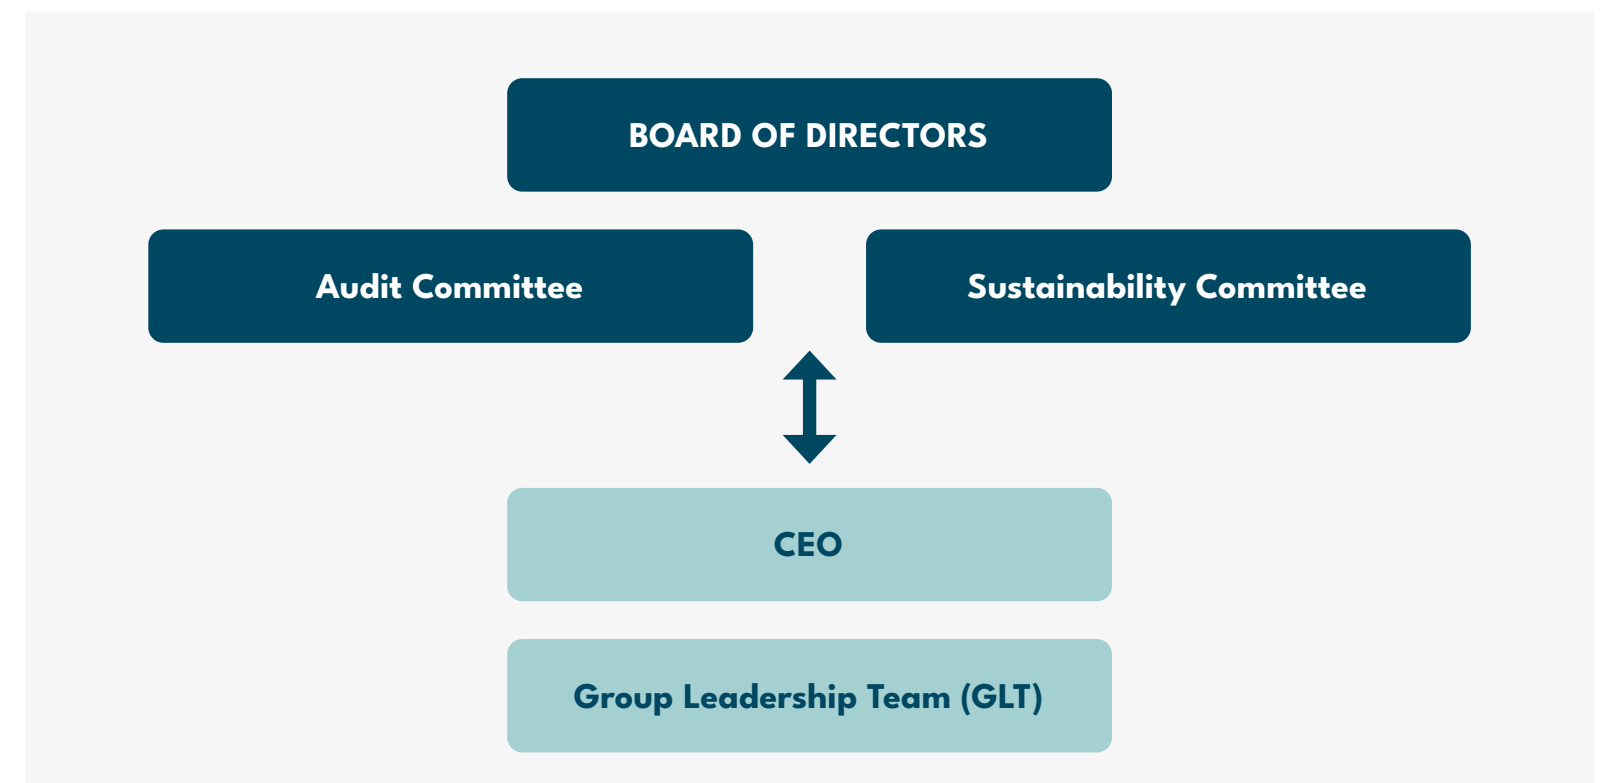 BOARD OF DIRECTORS
Audit Committee
Sustainability Committee
CEO
Group Leadership Team (GLT)